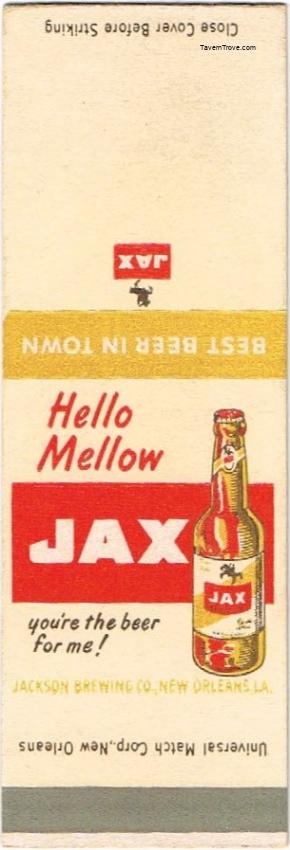 Close Cover Before Striking
TavernTrove.com
JAX
BEST BEER IN TOWN
Hello
Mellow
JAX
JAX
you're the beer
for me!
JACKSON BREWING CO., NEW ORLEANS, LA.
Universal Match Corp., New Orleans